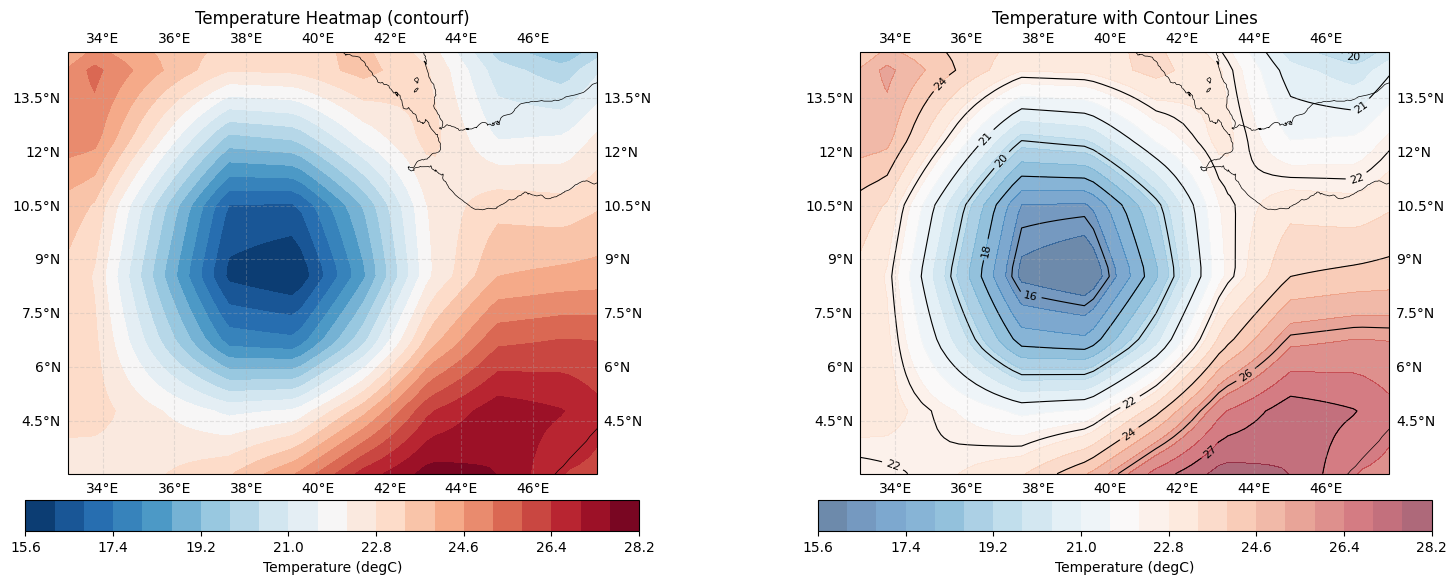 Temperature Heatmap (contourf)
34°E 36°E 38°E 40°E 42°E 44°E 46°E
13.5°N 13.5°N
12°N 12°N
10.5°N 10.5°N
9°N 9°N
7.5°N 7.5°N
6°N 6°N
4.5°N 4.5°N
34°E 36°E 38°E 40°E 42°E 44°E 46°E
15.6 17.4 19.2 21.0 22.8 24.6 26.4 28.2
Temperature (degC)
Temperature with Contour Lines
34°E 36°E 38°E 40°E 42°E 44°E 46°E
20
24
13.5°N 13.5°N
21
21
12°N 12°N
20
22
10.5°N 10.5°N
18
9°N 9°N
16
7.5°N 7.5°N
6°N 6°N
26
22
4.5°N 4.5°N
24
27
22
34°E 36°E 38°E 40°E 42°E 44°E 46°E
15.6 17.4 19.2 21.0 22.8 24.6 26.4 28.2
Temperature (degC)